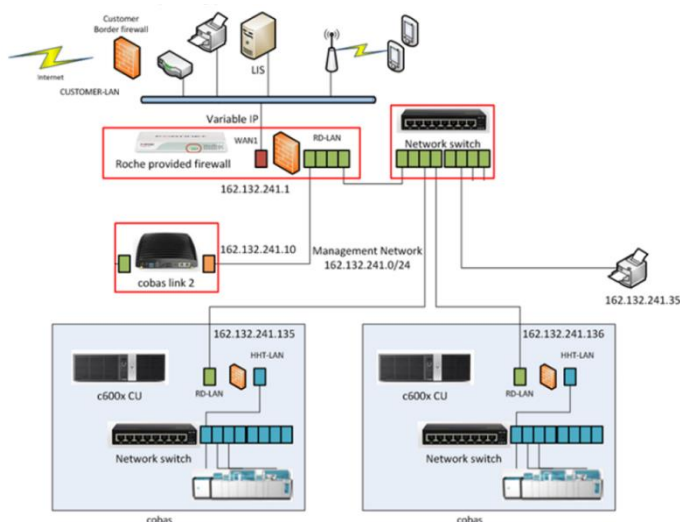 Customer
Border firewall
Internet
CUSTOMER-LAN
LIS
Variable IP
WAN1
RD-LAN
Roche provided firewall
Network switch
162.132.241.1
162.132.241.10
Management Network
162.132.241.0/24
cobas link 2
162.132.241.35
162.132.241.135
HHT-LAN
c600x CU
RD-LAN
Network switch
cobas
162.132.241.136
HHT-LAN
c600x CU
RD-LAN
Network switch
cobas